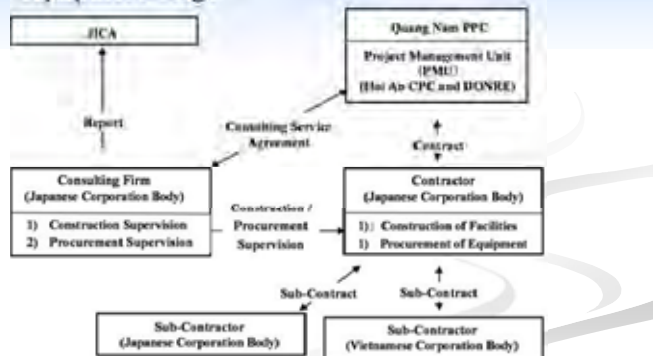 JICA
Quang Nam PPC
Project Management Unit
(PMU)
(Hoi An CPC and DONRE)
Report
Consulting Service
Agreement
Contract
Consulting Firm
(Japanese Corporation Body)
1) Construction Supervision
2) Procurement Supervision
Construction /
Procurement
Supervision
Contractor
(Japanese Corporation Body)
1) Construction of Facilities
1) Procurement of Equipment
Sub-Contract
Sub-Contract
Sub-Contractor
(Japanese Corporation Body)
Sub-Contractor
(Vietnamese Corporation Body)